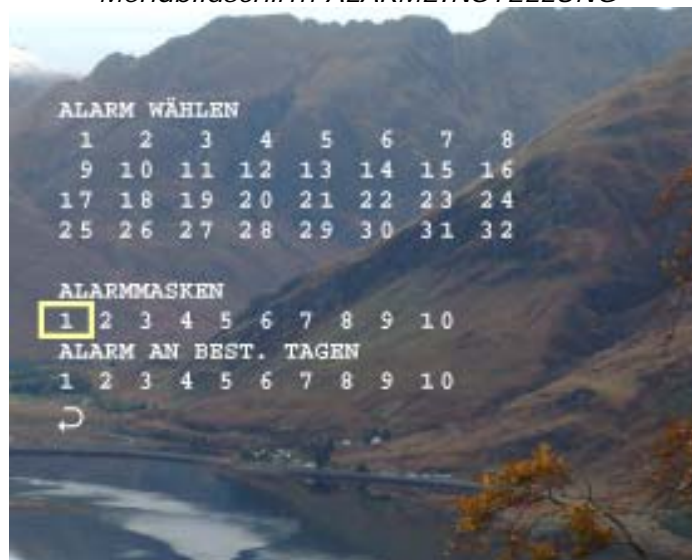 Menübildschirm ALARMEINSTELLUNG
ALARM WÄHLEN
1 2 3 4 5 6 7 8
9 10 11 12 13 14 15 16
17 18 19 20 21 22 23 24
25 26 27 28 29 30 31 32
ALARMMASKEN
1 2 3 4 5 6 7 8 9 10
ALARM AN BEST. TAGEN
1 2 3 4 5 6 7 8 9 10